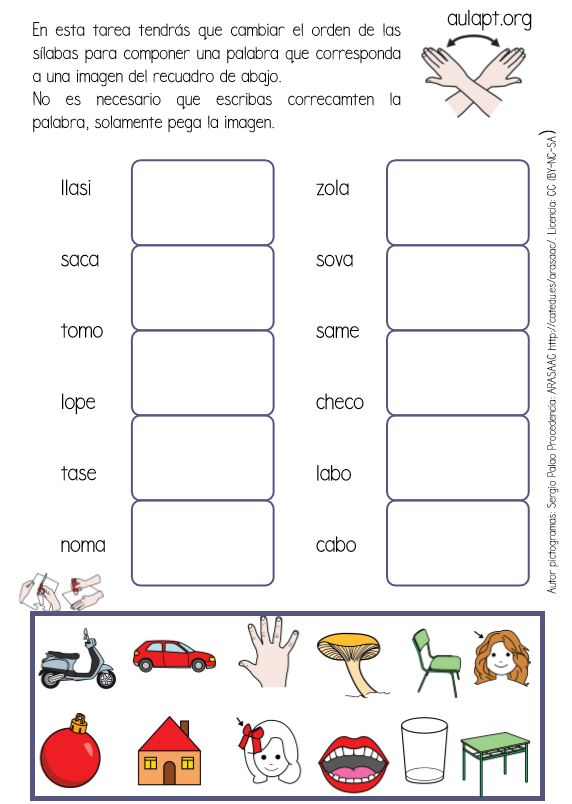 aulapt.org
En esta tarea tendrás que cambiar el orden de las
sílabas para componer una palabra que corresponda
a una imagen del recuadro de abajo.
No es necesario que escribas correcamten la
palabra, solamente pega la imagen.
llasi
saca
tomo
lope
tase
noma
zola
sova
same
checo
labo
cabo
Autor pictogramas: Sergio Palao Procedencia: ARASAAC http://catedu.es/arasaac/. Licencia: CC (BY-NC-SA)